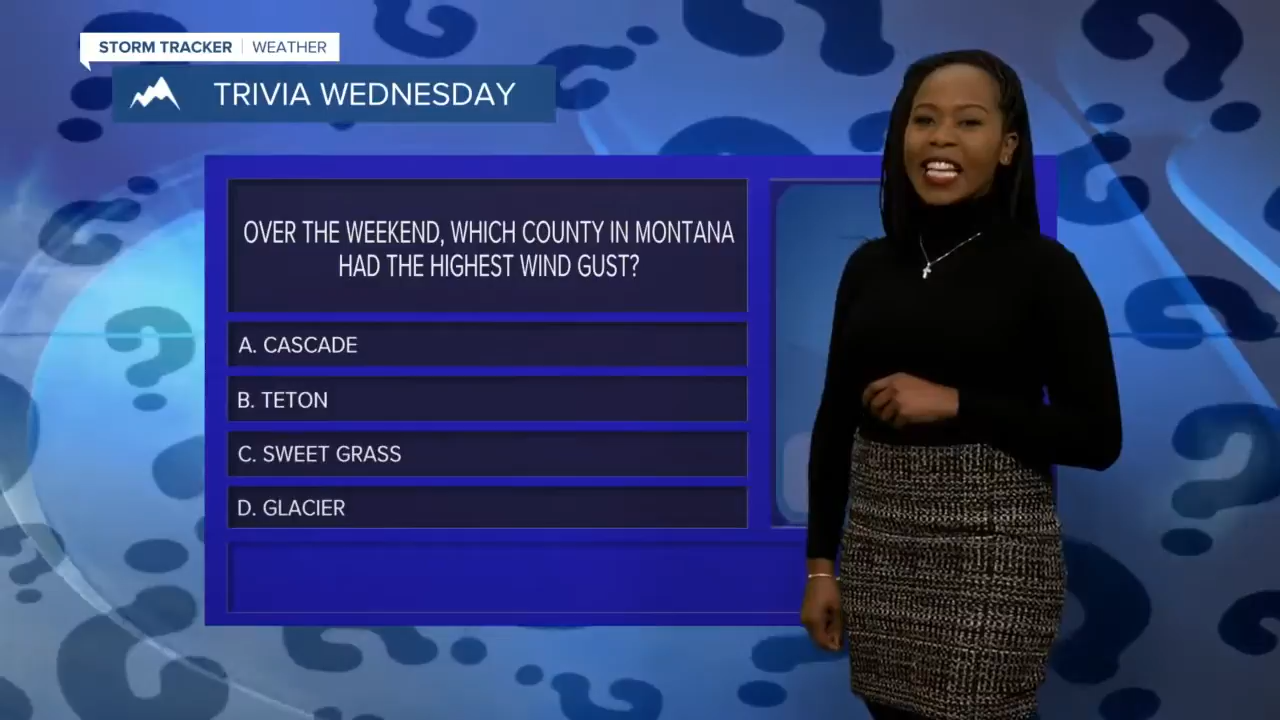 STORM TRACKER | WEATHER
TRIVIA WEDNESDAY
OVER THE WEEKEND, WHICH COUNTY IN MONTANA
HAD THE HIGHEST WIND GUST?
A. CASCADE
B. TETON
C. SWEET GRASS
D. GLACIER